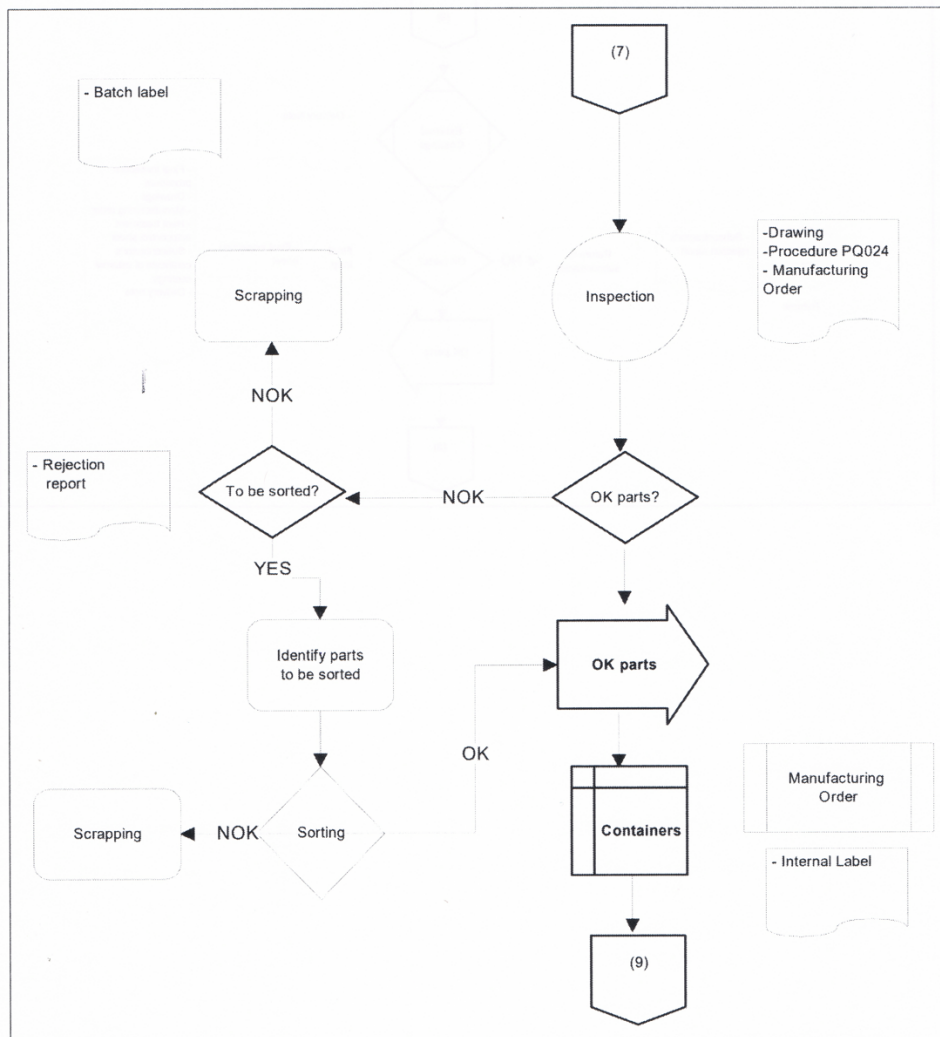 (7)
- Batch label
-Drawing
-Procedure PQ024
- Manufacturing
Order
Inspection
Scrapping
NOK
- Rejection
report
To be sorted?
NOK
OK parts?
YES
Identify parts
to be sorted
OK parts
OK
Manufacturing
Order
Containers
Scrapping
NOK
Sorting
- Internal Label
(9)